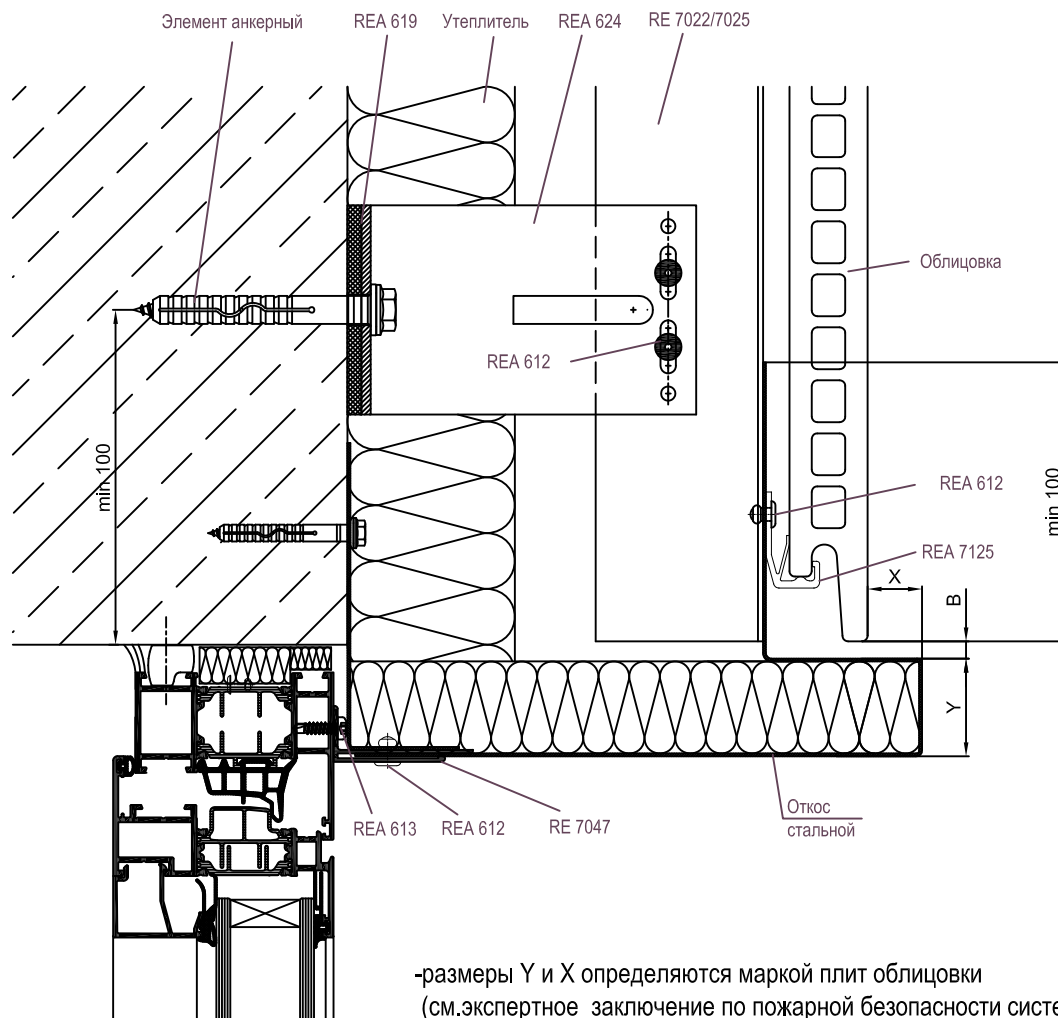 Элемент анкерный
REA 619
Утеплитель
REA 624
RE 7022/7025
Облицовка
REA 612
min 100
REA 612
min 100
REA 7125
X
B
Y
REA 613
REA 612
RE 7047
Откос
стальной
-размеры Y и X определяются маркой плит облицовки
(см.экспертное заключение по пожарной безопасности систе